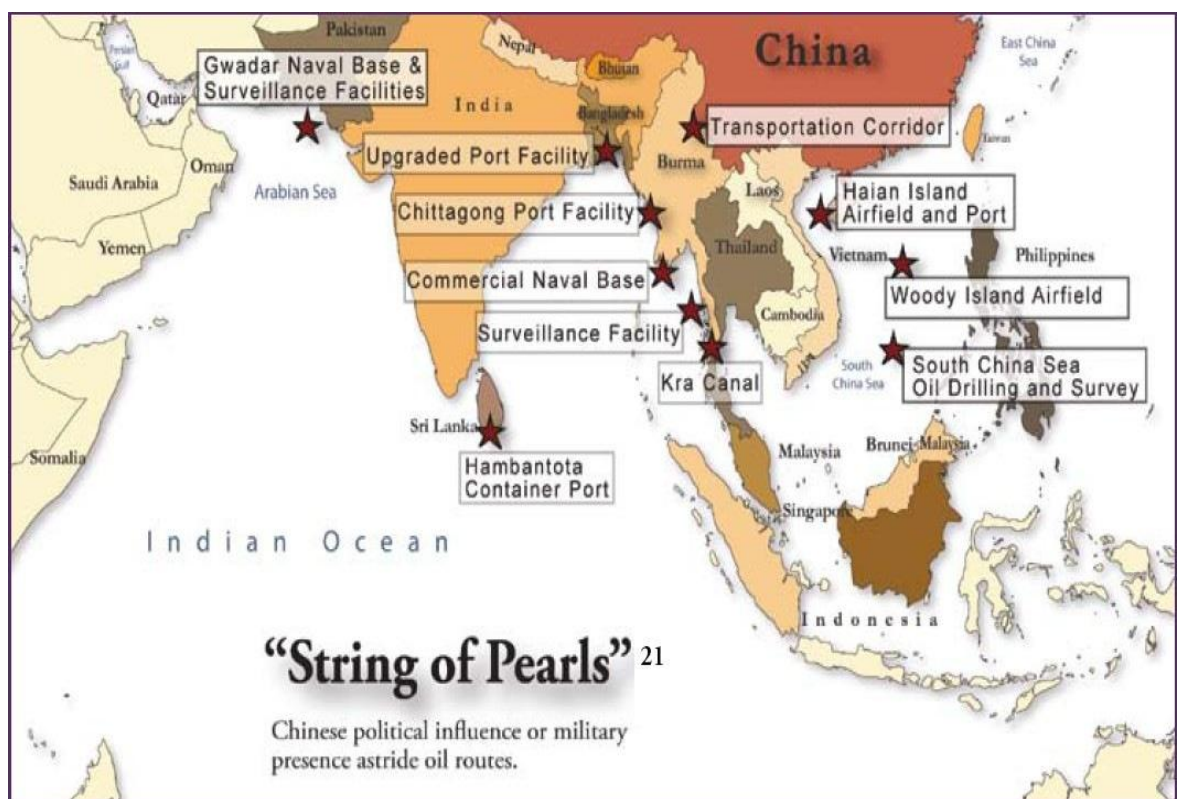 Pakistan
Nepal
China
East China
Sea
Persian
Gulf
Gwadar Naval Base &
Surveillance Facilities
Bhutan
Qatar
India
Bangladesh
Transportation Corridor
Taiwan
Upgraded Port Facility
Burma
Oman
Saudi Arabia
Arabian Sea
Laos
Haian Island
Airfield and Port
Chittagong Port Facility
Yemen
Thailand
Vietnam
Philippines
Commercial Naval Base
Woody Island Airfield
Surveillance Facility
Cambodia
Kra Canal
South
China Sea
South China Sea
Oil Drilling and Survey
Sri Lanka
Somalia
Hambantota
Container Port
Malaysia
Brunei
Malaysia
Singapore
Indian Ocean
Indonesia
“String of Pearls” 21
Chinese political influence or military
presence astride oil routes.